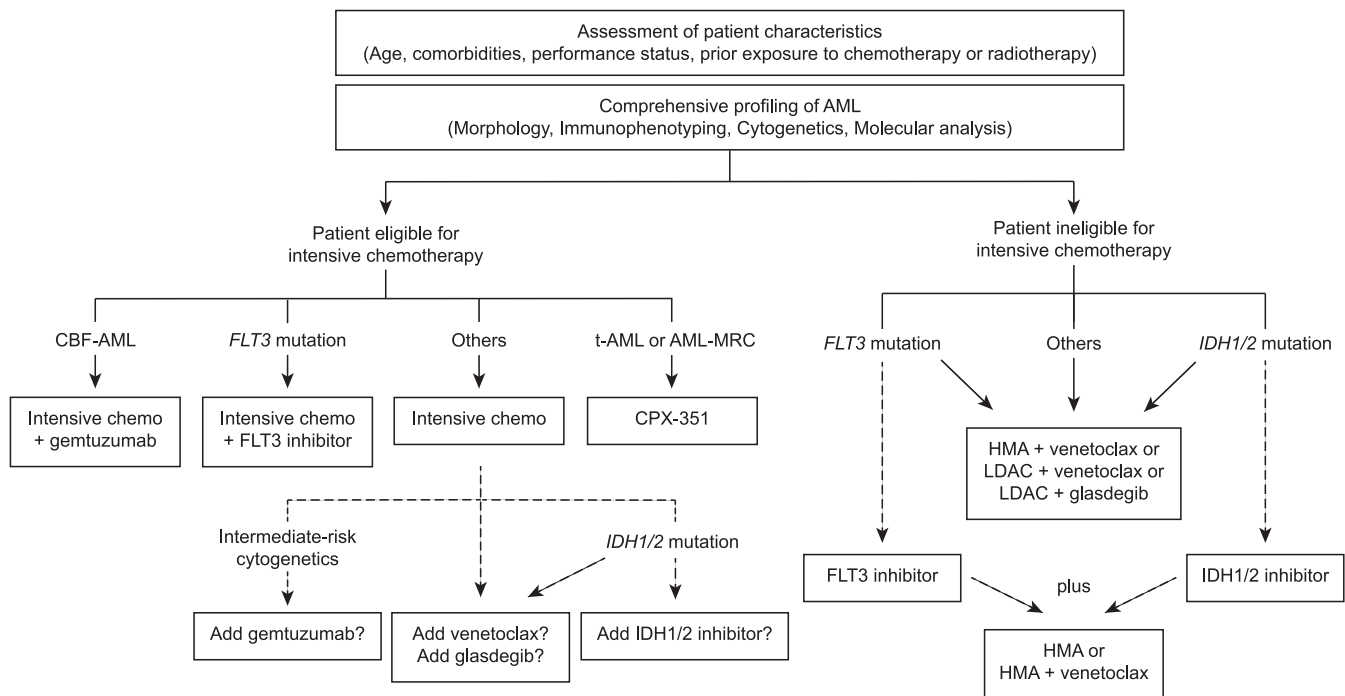 Assessment of patient characteristics
(Age, comorbidities, performance status, prior exposure to chemotherapy or radiotherapy)
Comprehensive profiling of AML
(Morphology, Immunophenotyping, Cytogenetics, Molecular analysis)
Patient eligible for
intensive chemotherapy
Patient ineligible for
intensive chemotherapy
CBF-AML
FLT3 mutation
Others
t-AML or AML-MRC
Intensive chemo
+ gemtuzumab
Intensive chemo
+ FLT3 inhibitor
Intensive chemo
CPX-351
Intermediate-risk
cytogenetics
IDH1/2 mutation
Add gemtuzumab?
Add venetoclax?
Add glasdegib?
Add IDH1/2 inhibitor?
FLT3 mutation
Others
IDH1/2 mutation
HMA + venetoclax or
LDAC + venetoclax or
LDAC + glasdegib
FLT3 inhibitor
plus
IDH1/2 inhibitor
HMA or
HMA + venetoclax